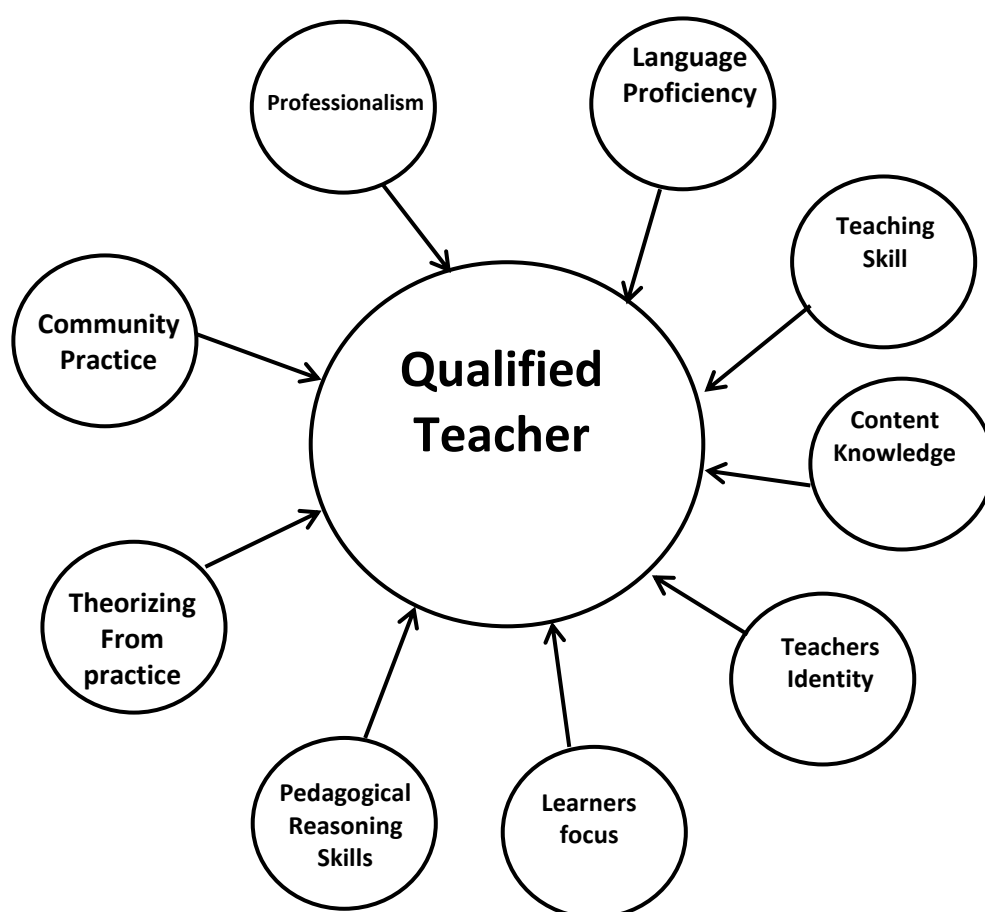 Professionalism
Language
Proficiency
Teaching
Skill
Community
Practice
Qualified
Teacher
Content
Knowledge
Theorizing
From
practice
Teachers
Identity
Pedagogical
Reasoning
Skills
Learners
focus